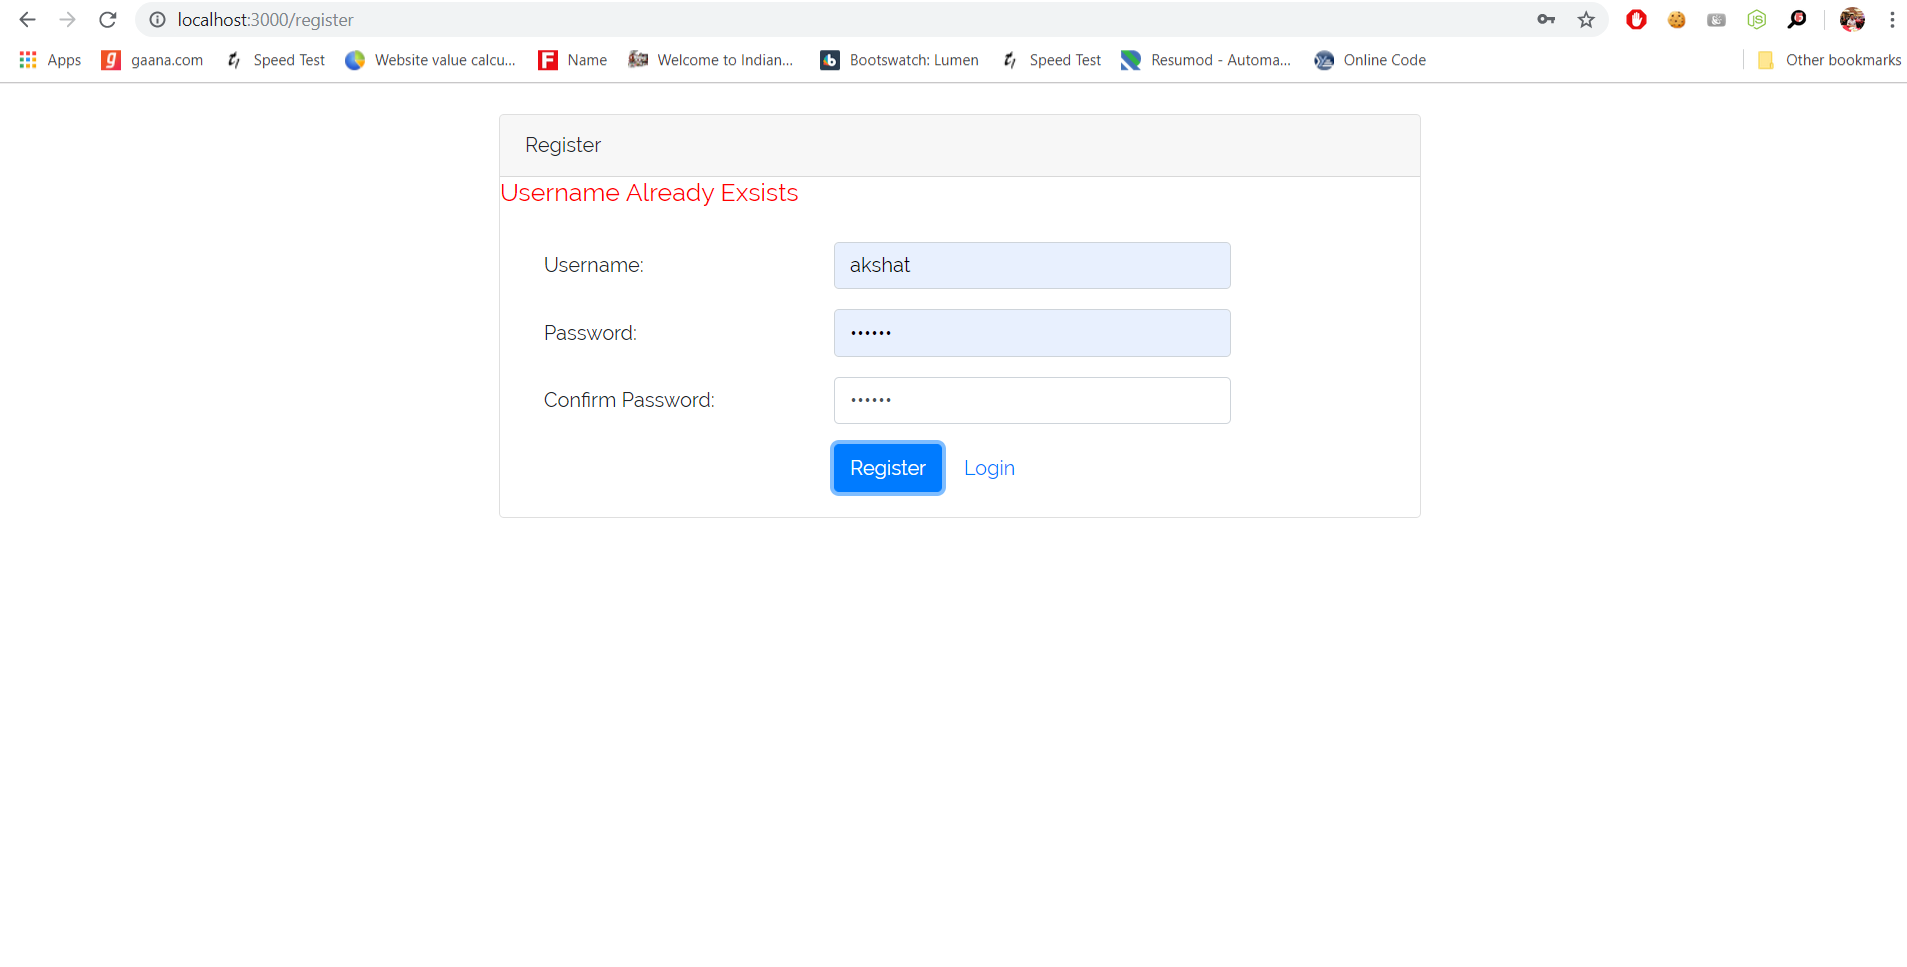 localhost:3000/register
Apps gaana.com Speed Test Website value calcu... Name Welcome to Indian... Bootswatch: Lumen Speed Test Resumod - Automa... Online Code Other bookmarks
Register
Username Already Exsists
Username: akshat
Password: ••••••
Confirm Password: ••••••
Register Login